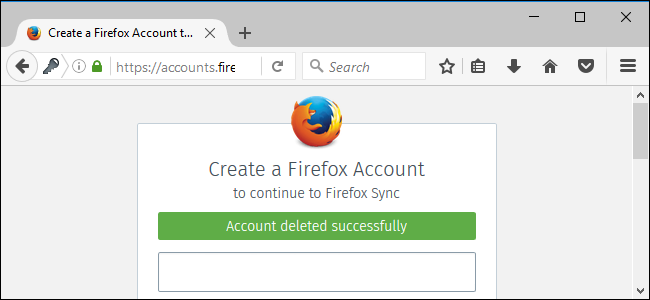 Create a Firefox Account t...
https://accounts.fire
Search
Create a Firefox Account
to continue to Firefox Sync
Account deleted successfully